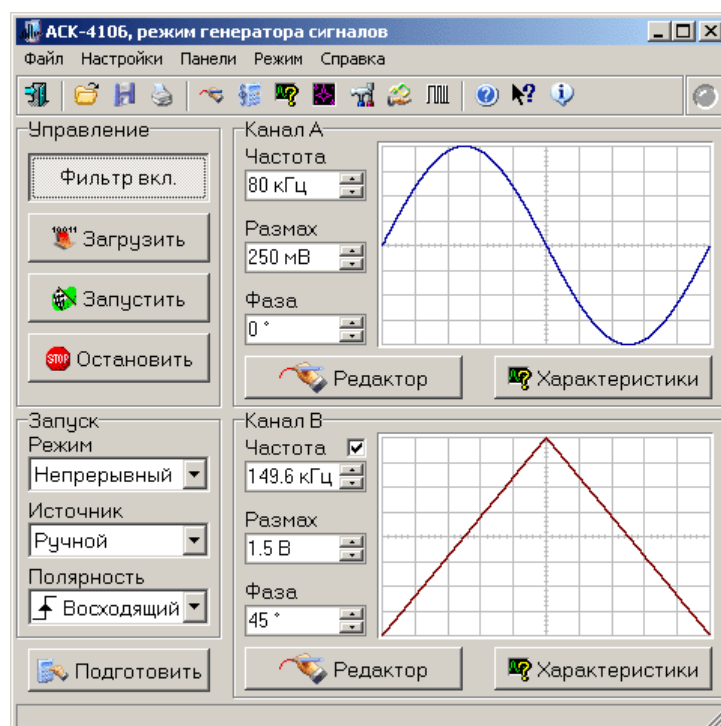 АСК-4106, режим генератора сигналов
Файл Настройки Панели Режим Справка
Управление
Фильтр вкл.
Загрузить
Запустить
STOP Остановить
Запуск
Режим
Непрерывный
Источник
Ручной
Полярность
Восходящий
Подготовить
Канал A
Частота
80 кГц
Размах
250 мВ
Фаза
0 °
Редактор
Характеристики
Канал B
Частота
149.6 кГц
Размах
1.5 В
Фаза
45 °
Редактор
Характеристики